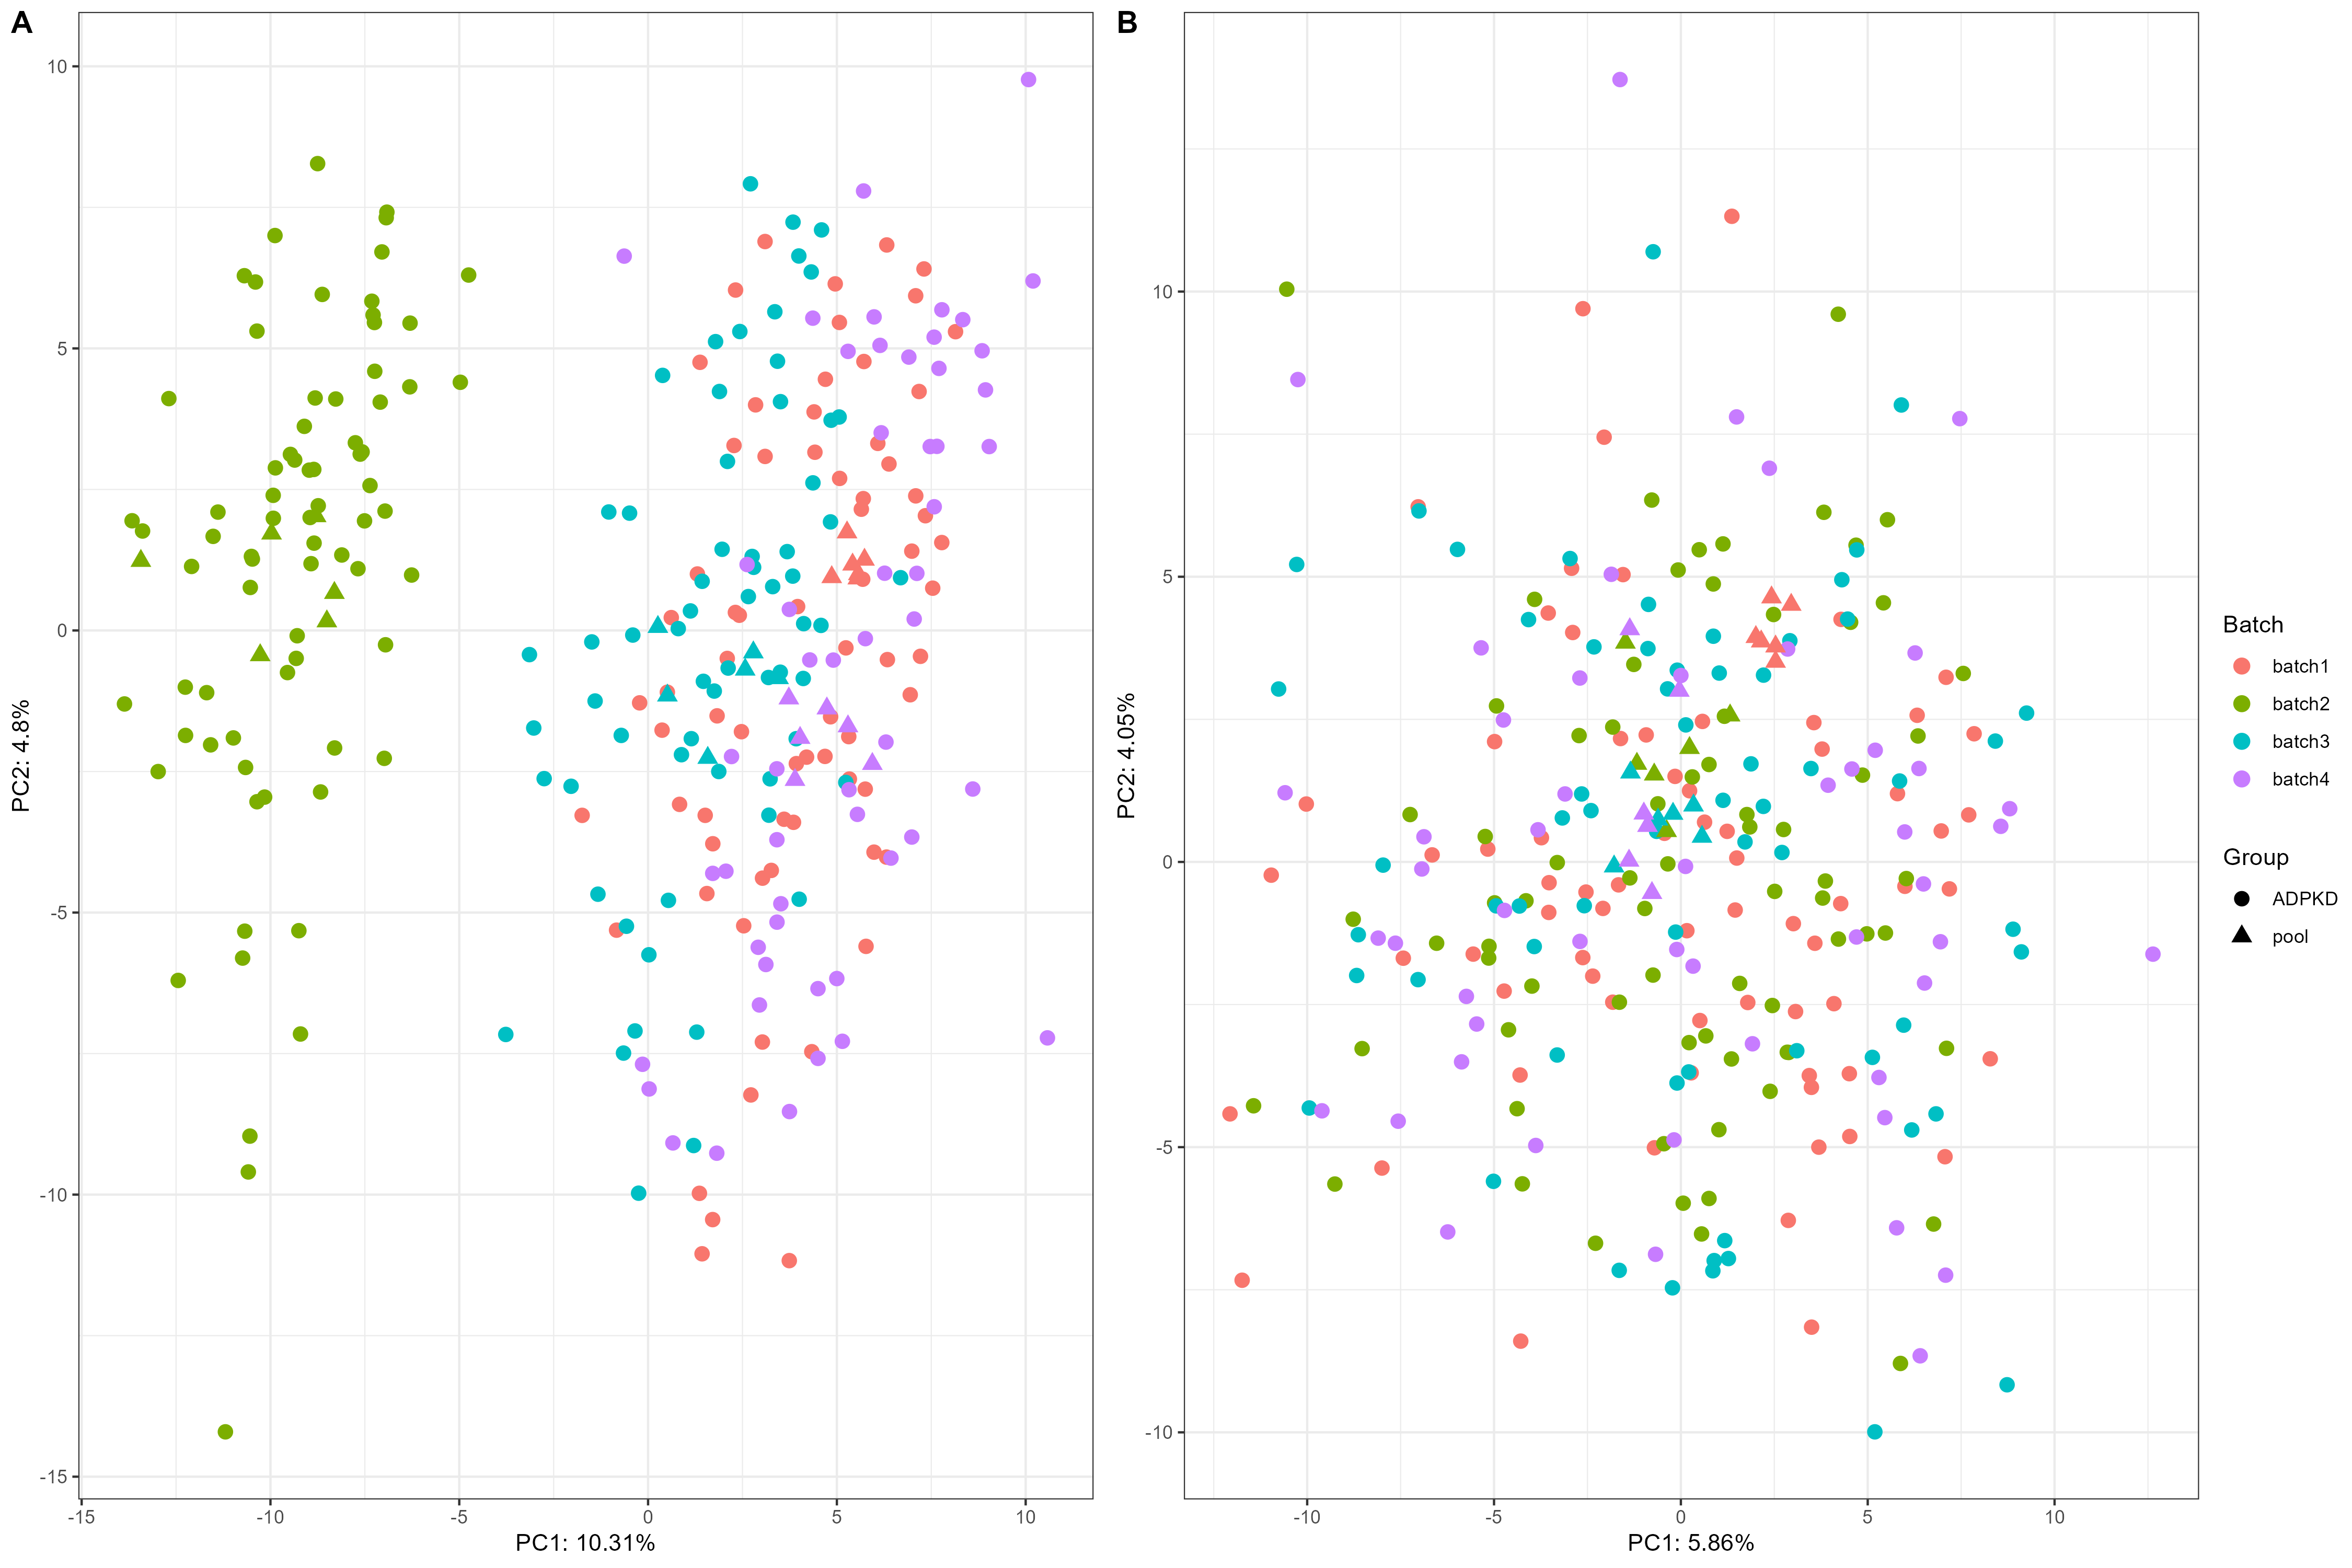 A
10
5
0
-5
-10
-15
PC2: 4.8%
-15
-10
-5
0
5
10
PC1: 10.31%
B
10
5
0
-5
-10
PC2: 4.05%
-10
-5
0
5
10
PC1: 5.86%
Batch
batch1
batch2
batch3
batch4
Group
ADPKD
pool